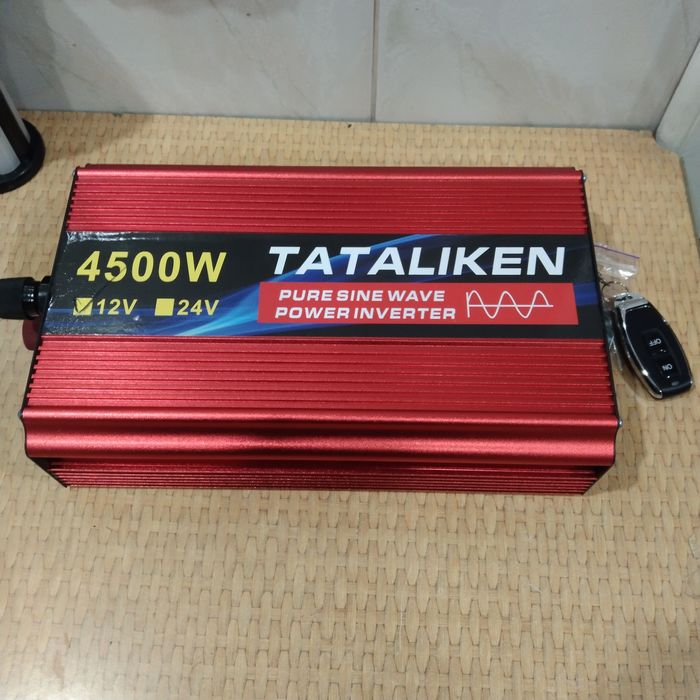 4500W
12V 24V
TATALIKEN
PURE SINE WAVE
POWER INVERTER
OFF
ON